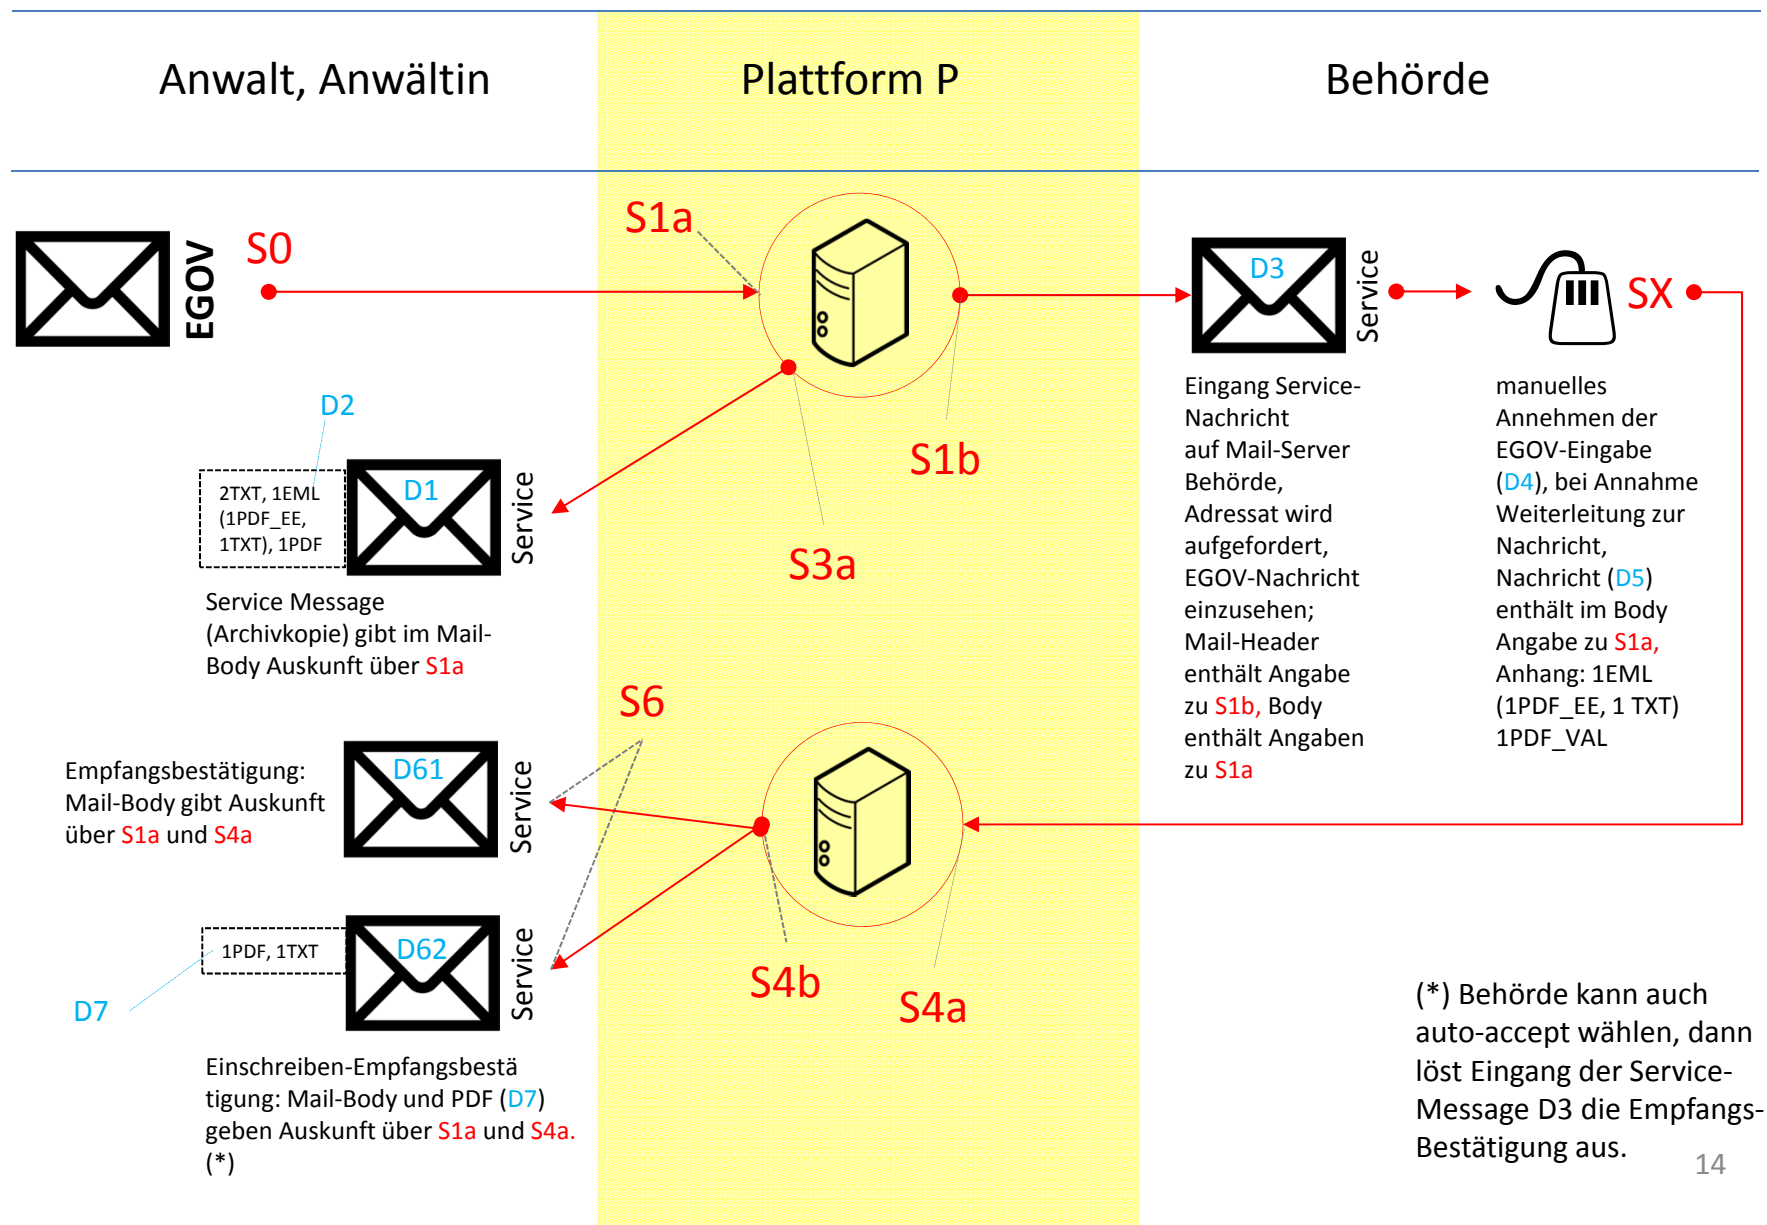 Anwalt, Anwältin
Plattform P
Behörde
EGOV
S0
S1a
D3
Service
SX
S1b
S3a
D2
2TXT, 1EML
(1PDF_EE,
1TXT), 1PDF
D1
Service
Service Message
(Archivkopie) gibt im Mail-
Body Auskunft über S1a
Eingang Service-
Nachricht
auf Mail-Server
Behörde,
Adressat wird
aufgefordert,
EGOV-Nachricht
einzusehen;
Mail-Header
enthält Angabe
zu S1b, Body
enthält Angaben
zu S1a
manuelles
Annehmen der
EGOV-Eingabe
(D4), bei Annahme
Weiterleitung zur
Nachricht,
Nachricht (D5)
enthält im Body
Angabe zu S1a,
Anhang: 1EML
(1PDF_EE, 1 TXT)
1PDF_VAL
S6
Empfangsbestätigung:
Mail-Body gibt Auskunft
über S1a und S4a
D61
Service
1PDF, 1TXT
D62
Service
D7
S4b
S4a
Einschreiben-Empfangsbestä
tigung: Mail-Body und PDF (D7)
geben Auskunft über S1a und S4a.
(*)
(*) Behörde kann auch
auto-accept wählen, dann
löst Eingang der Service-
Message D3 die Empfangs-
Bestätigung aus.
14